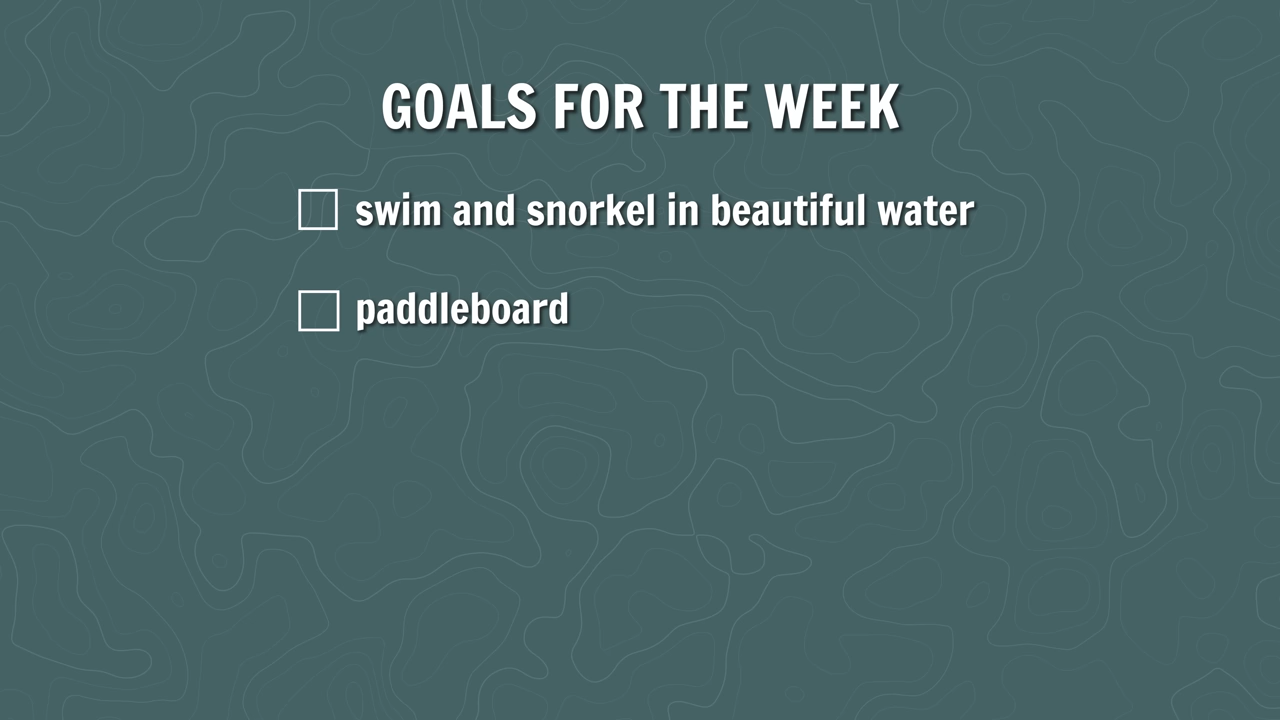 GOALS FOR THE WEEK
swim and snorkel in beautiful water
paddleboard